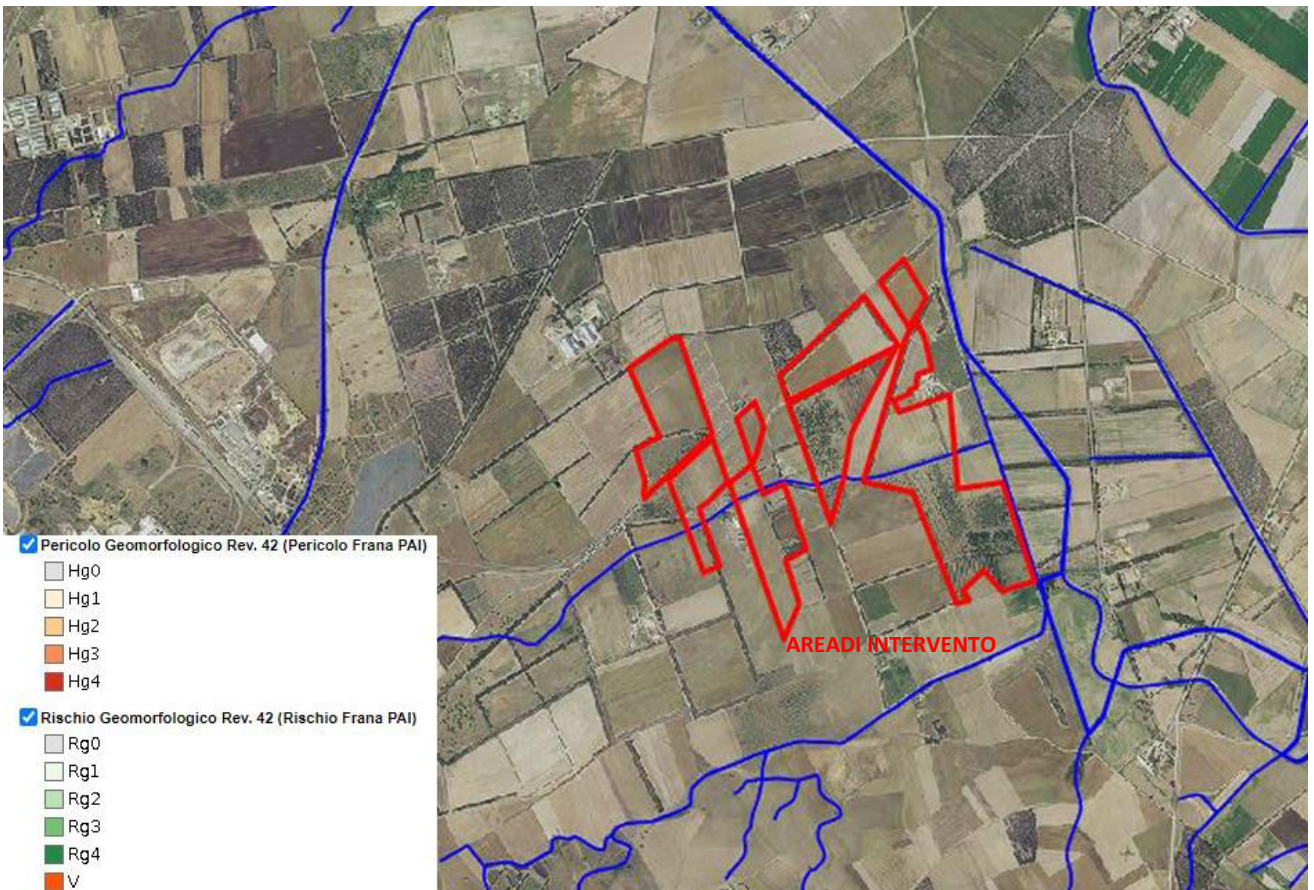 AREADI INTERVENTO
Pericolo Geomorfologico Rev. 42 (Pericolo Frana PAI)
Hg0
Hg1
Hg2
Hg3
Hg4
Rischio Geomorfologico Rev. 42 (Rischio Frana PAI)
Rg0
Rg1
Rg2
Rg3
Rg4
V